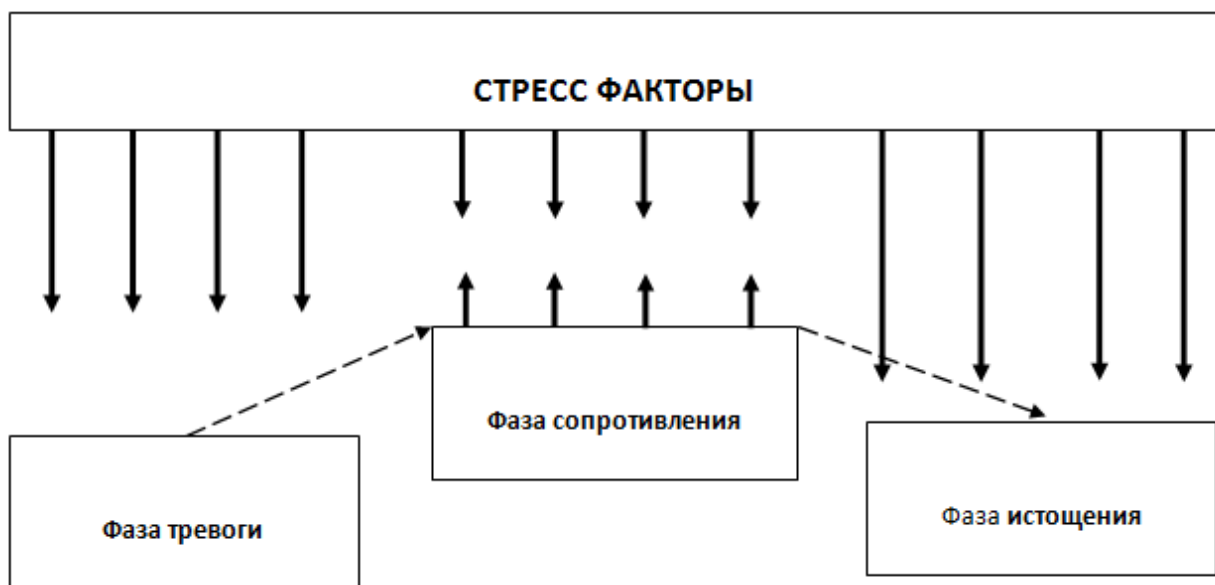 СТРЕСС ФАКТОРЫ
Фаза тревоги
Фаза сопротивления
Фаза истощения